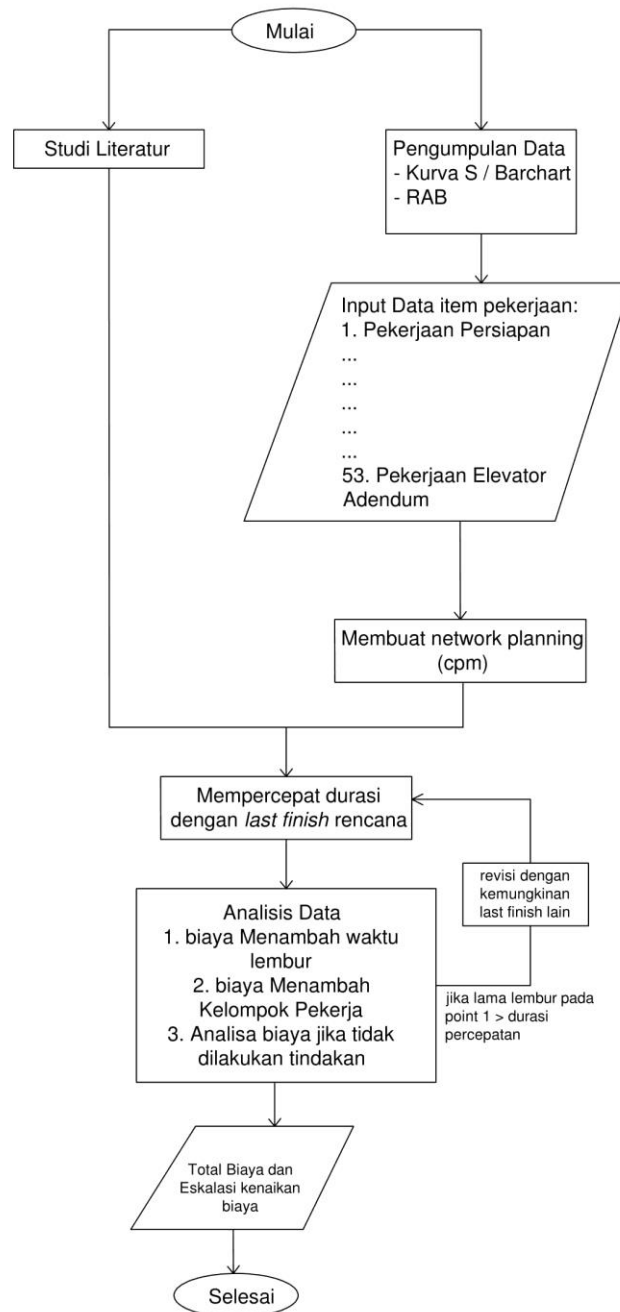 Mulai
Studi Literatur
Pengumpulan Data
- Kurva S / Barchart
- RAB
Input Data item pekerjaan:
1. Pekerjaan Persiapan
...
...
...
...
...
53. Pekerjaan Elevator
Adendum
Membuat network planning
(cpm)
Mempercepat durasi
dengan last finish rencana
revisi dengan
kemungkinan
last finish lain
Analisis Data
1. biaya Menambah waktu
lembur
2. biaya Menambah
Kelompok Pekerja
3. Analisa biaya jika tidak
dilakukan tindakan
jika lama lembur pada
point 1 > durasi
percepatan
Total Biaya dan
Eskalasi kenaikan
biaya
Selesai